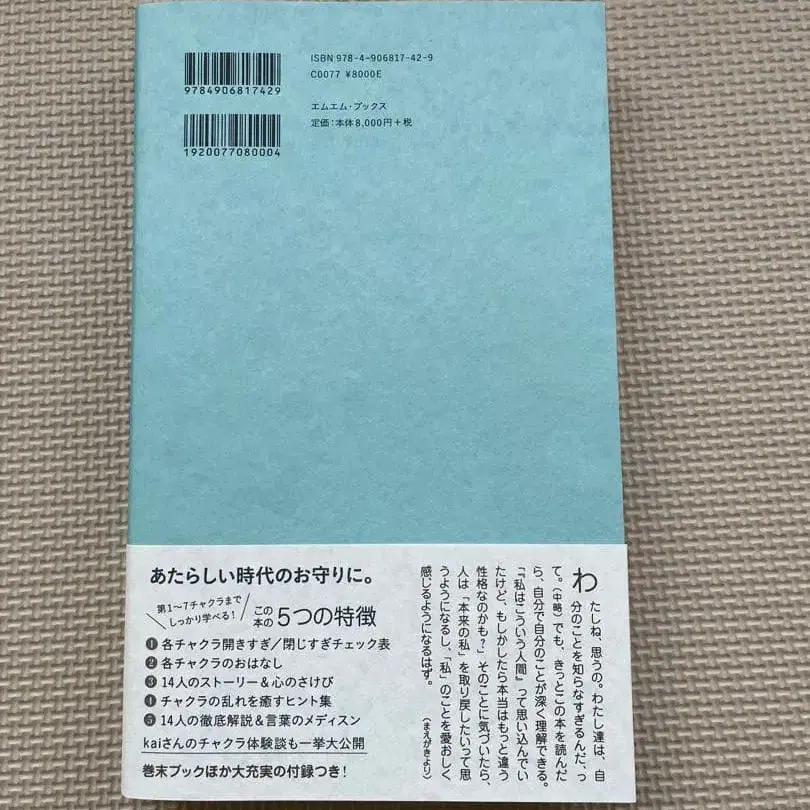 ISBN 978-4-906817-42-9
C0077 ¥8000E
9784906817429
エムエム・ブックス
定価:本体8,000円+税
1920077080004
あたらしい時代のお守りに。
第1〜7チャクラまで
しっかり学べる!
この
本の
5つの特徴
❶各チャクラ開きすぎ/閉じすぎチェック表
❷各チャクラのおはなし
❸14人のストーリー&心のさけび
❹チャクラの乱れを癒すヒント集
❺14人の徹底解説&言葉のメディスン
kaiさんのチャクラ体験談も一挙大公開
巻末ブックほか大充実の付録つき!
わたしね、思うの。わたし達は、自
分のことを知らなすぎるんだ、っ
て。(中略)でも、きっとこの本を読んだ
ら、自分で自分のことが深く理解できる。
「『私はこういう人間』って思い込んでい
たけど、もしかしたら本当はもっと違う
性格なのかも?」そのことに気づいたら、
人は「本来の私」を取り戻したいって思
うようになるし、「私」のことを愛おしく
感じるようになるはず。
(まえがきより)